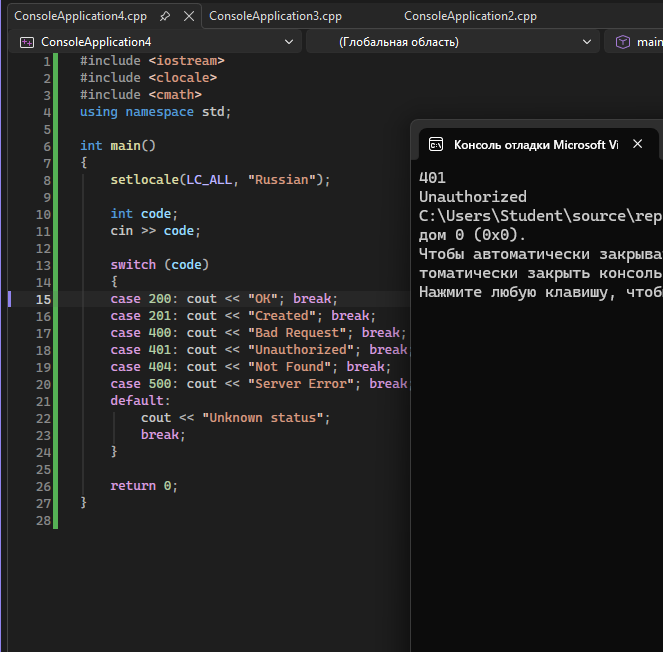 ConsoleApplication4.cpp ConsoleApplication3.cpp ConsoleApplication2.cpp
ConsoleApplication4 (Глобальная область) main
1 #include <iostream>
2 #include <clocale>
3 #include <cmath>
4 using namespace std;
5
6 int main()
7 {
8 setlocale(LC_ALL, "Russian");
9
10 int code;
11 cin >> code;
12
13 switch (code)
14 {
15 case 200: cout << "OK"; break;
16 case 201: cout << "Created"; break;
17 case 400: cout << "Bad Request"; break;
18 case 401: cout << "Unauthorized"; break;
19 case 404: cout << "Not Found"; break;
20 case 500: cout << "Server Error"; break;
21 default:
22 cout << "Unknown status";
23 break;
24 }
25
26 return 0;
27 }
28
Консоль отладки Microsoft Vi
401
Unauthorized
C:\Users\Student\source\rep
дом 0 (0x0).
Чтобы автоматически закрыва
томатически закрыть консоль
Нажмите любую клавишу, чтоб